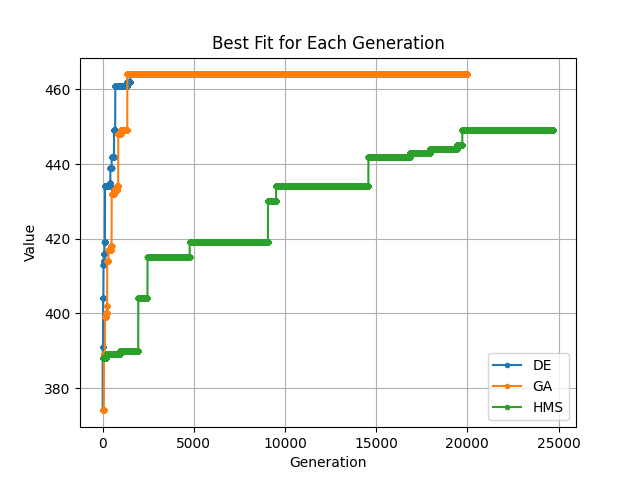 Best Fit for Each Generation
Value
460
440
420
400
380
DE
GA
HMS
0 5000 10000 15000 20000 25000
Generation